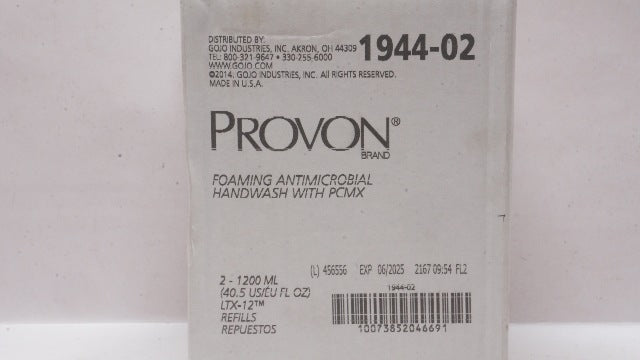 DISTRIBUTED BY:
GOJO INDUSTRIES, INC. AKRON, OH 44309
TEL: 800-321-9647 • 330-255-6000
WWW.GOJO.COM
©2014. GOJO INDUSTRIES, INC. All RIGHTS RESERVED.
MADE IN U.S.A.
1944-02
PROVON®
BRAND
FOAMING ANTIMICROBIAL
HANDWASH WITH PCMX
(L) 456556 EXP 06/2025 2167 09:54 FL2
2 - 1200 ML
(40.5 US/EU FL OZ)
LTX-12™
REFILLS
REPUESTOS
1944-02
10073852046691